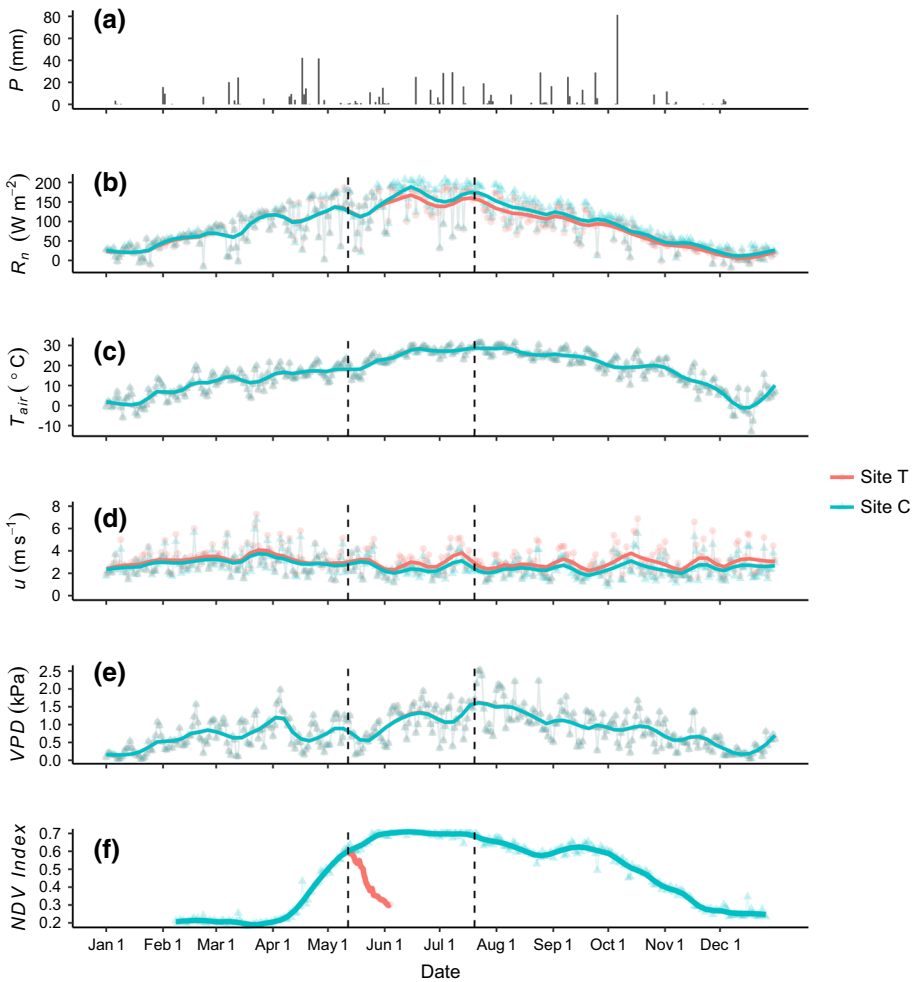 (a)
P (mm)
80
60
40
20
0
(b)
Rn (W m−2)
200
150
100
50
0
(c)
Tair (°C)
30
20
10
0
-10
(d)
u (m s−1)
8
6
4
2
0
Site T
Site C
(e)
VPD (kPa)
2.5
2.0
1.5
1.0
0.5
0.0
(f)
NDV Index
0.7
0.6
0.5
0.4
0.3
0.2
Jan 1 Feb 1 Mar 1 Apr 1 May 1 Jun 1 Jul 1 Aug 1 Sep 1 Oct 1 Nov 1 Dec 1
Date